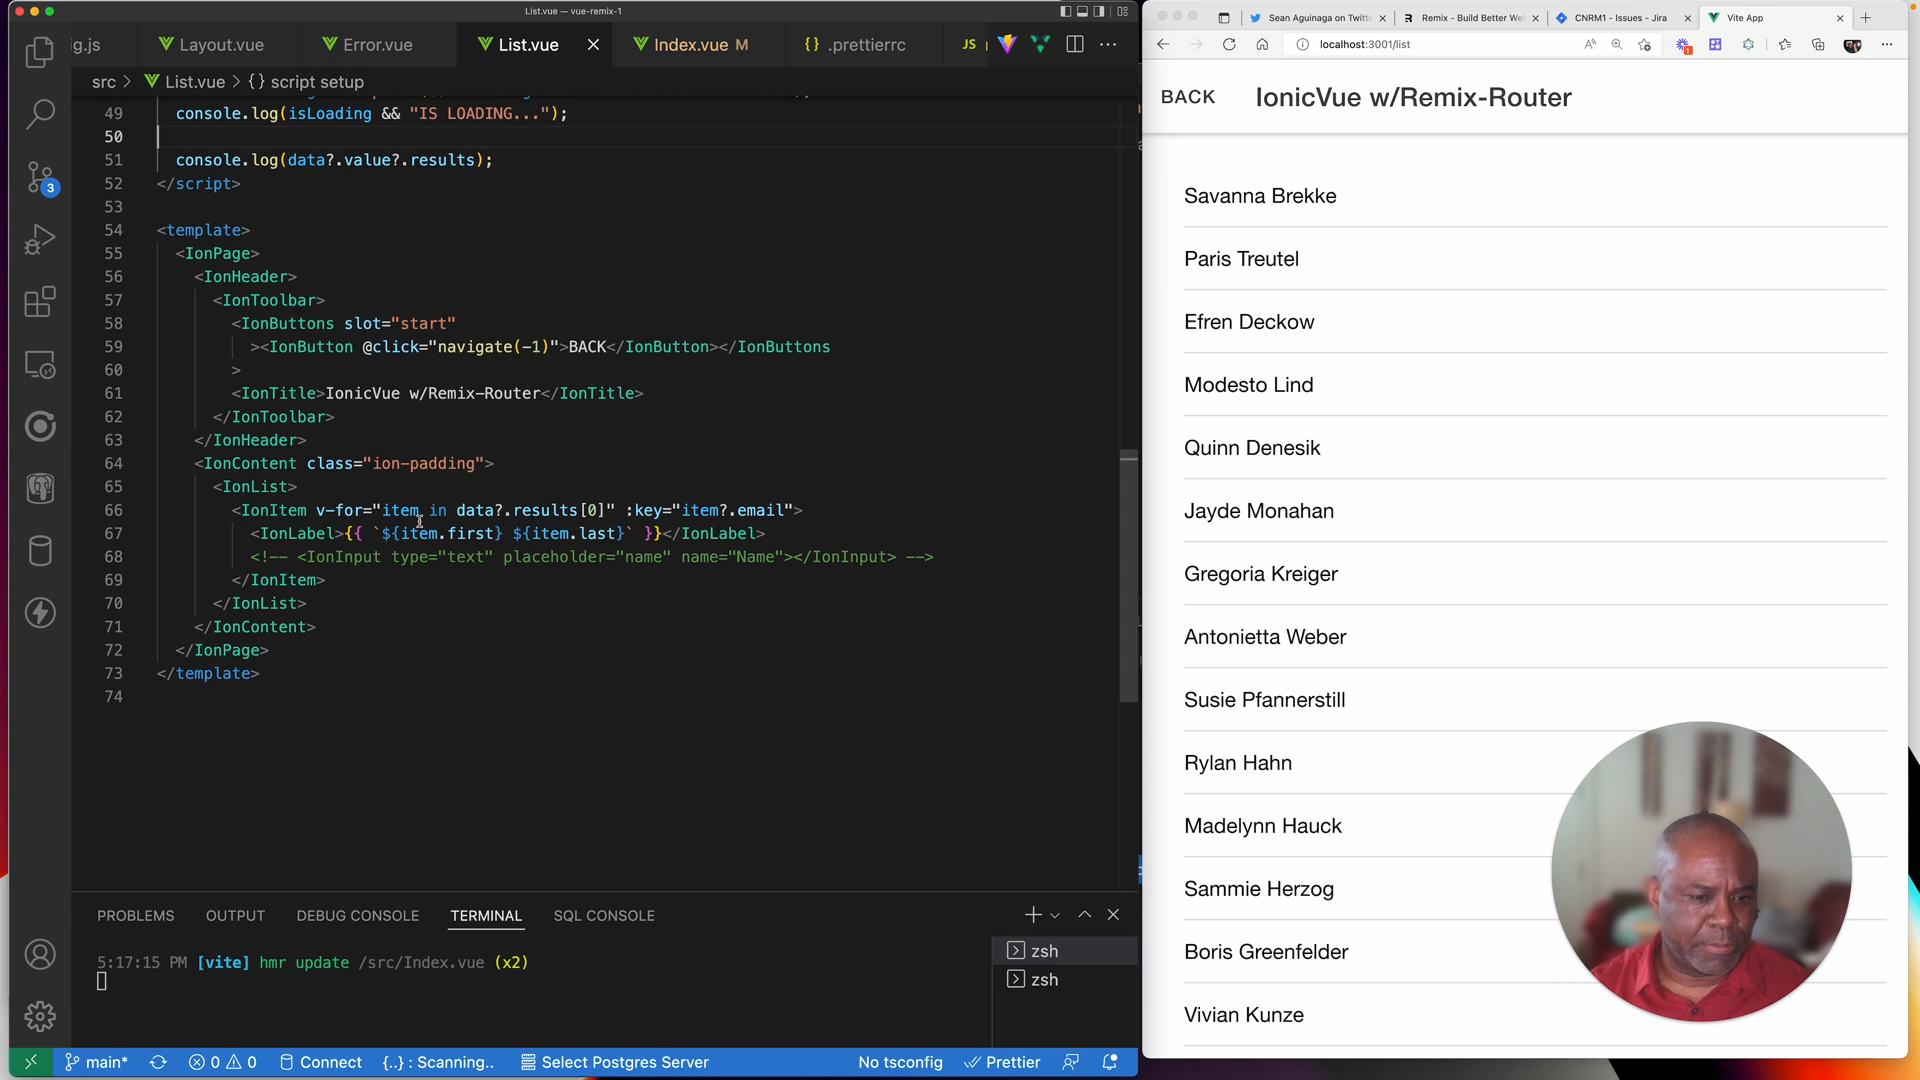 List.vue — vue-remix-1
ig.js
Layout.vue
Error.vue
List.vue
Index.vue M
{} .prettierrc
JS
src > List.vue > {} script setup
49 console.log(isLoading && "IS LOADING...");
50
51 console.log(data?.value?.results);
52 </script>
53
54 <template>
55 <IonPage>
56 <IonHeader>
57 <IonToolbar>
58 <IonButtons slot="start"
59 ><IonButton @click="navigate(-1)">BACK</IonButton></IonButtons
60 >
61 <IonTitle>IonicVue w/Remix-Router</IonTitle>
62 </IonToolbar>
63 </IonHeader>
64 <IonContent class="ion-padding">
65 <IonList>
66 <IonItem v-for="item in data?.results[0]" :key="item?.email">
67 <IonLabel>{{ `${item.first} ${item.last}` }}</IonLabel>
68 <!-- <IonInput type="text" placeholder="name" name="Name"></IonInput> -->
69 </IonItem>
70 </IonList>
71 </IonContent>
72 </IonPage>
73 </template>
74
3
PROBLEMS
OUTPUT
DEBUG CONSOLE
TERMINAL
SQL CONSOLE
5:17:15 PM [vite] hmr update /src/Index.vue (x2)
zsh
zsh
main*
0
0
Connect
{..} : Scanning..
Select Postgres Server
No tsconfig
Prettier
Sean Aguinaga on Twitt
Remix - Build Better We
CNRM1 - Issues - Jira
Vite App
localhost:3001/list
BACK
IonicVue w/Remix-Router
Savanna Brekke
Paris Treutel
Efren Deckow
Modesto Lind
Quinn Denesik
Jayde Monahan
Gregoria Kreiger
Antonietta Weber
Susie Pfannerstill
Rylan Hahn
Madelynn Hauck
Sammie Herzog
Boris Greenfelder
Vivian Kunze